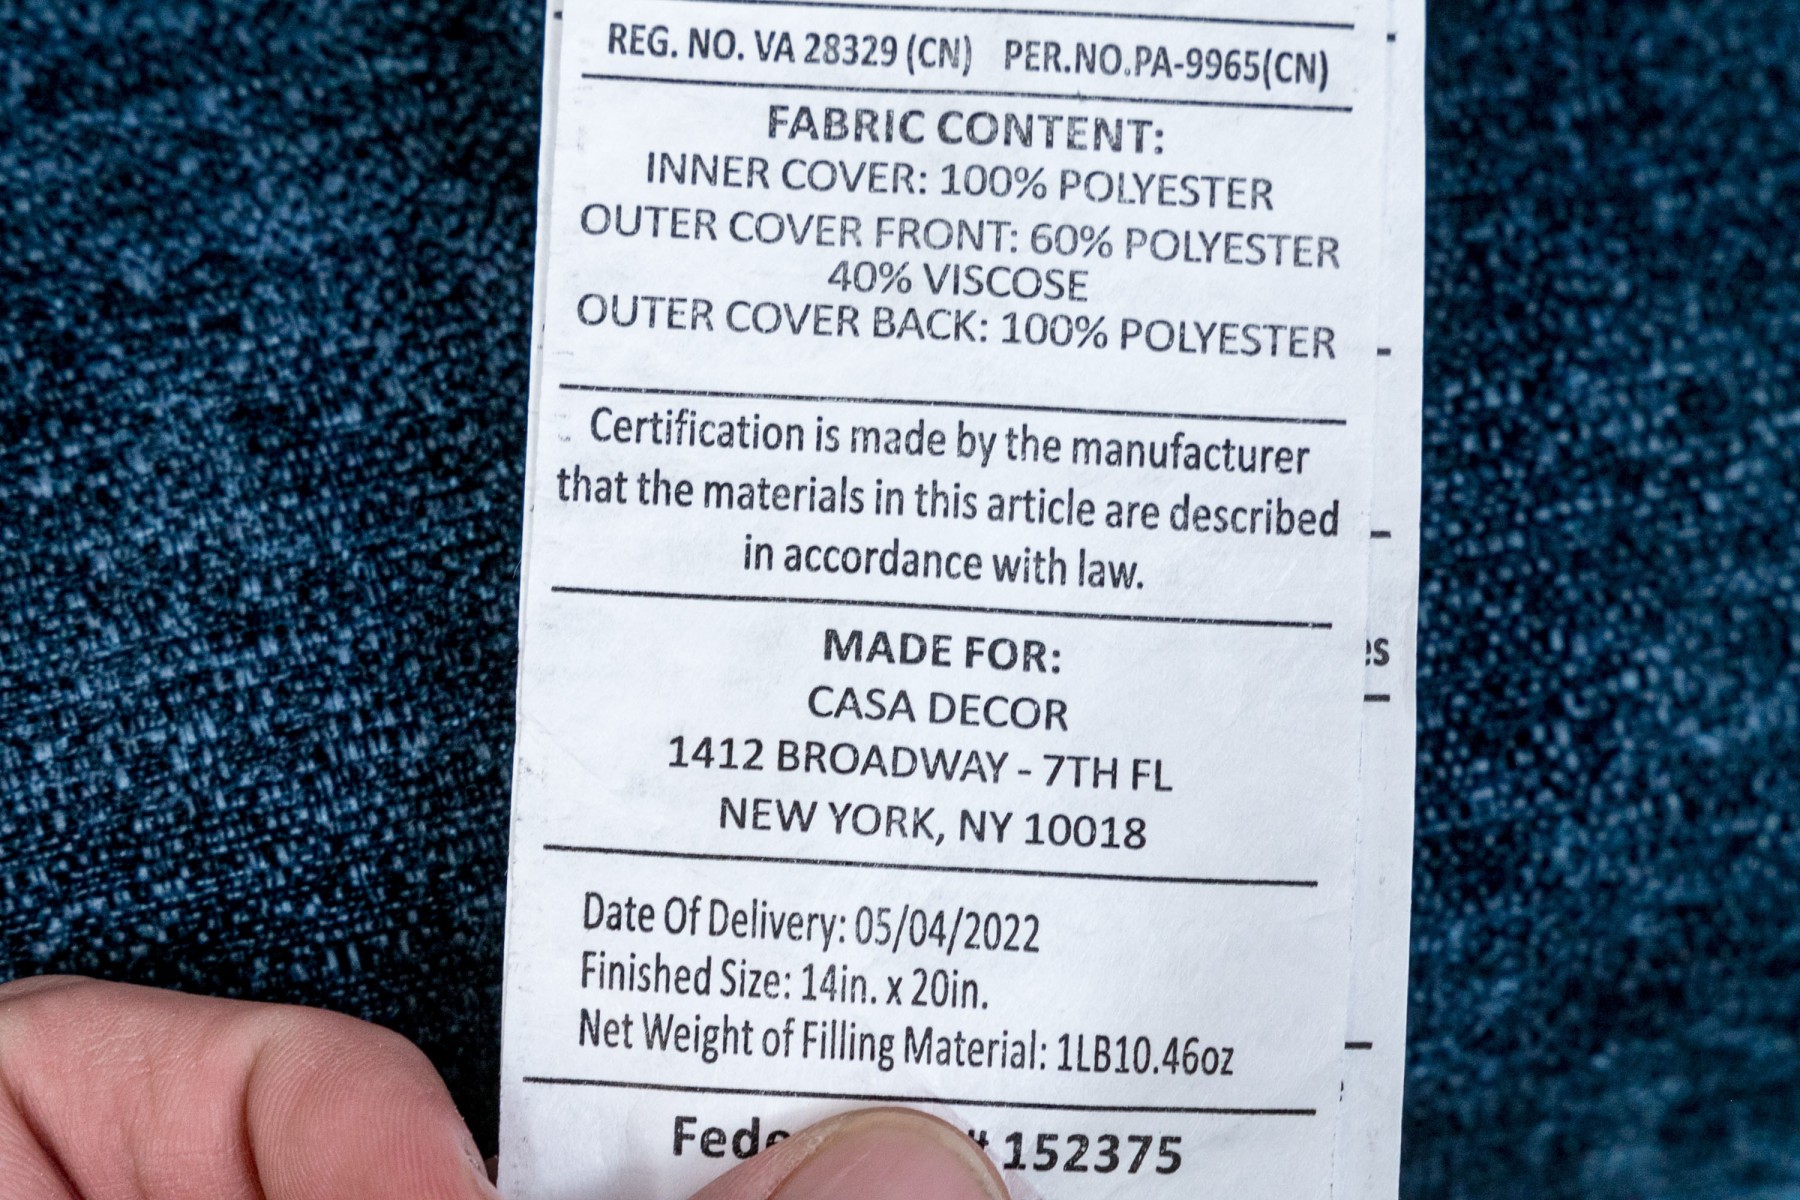 REG. NO. VA 28329 (CN) PER.NO.PA-9965(CN)
FABRIC CONTENT:
INNER COVER: 100% POLYESTER
OUTER COVER FRONT: 60% POLYESTER
40% VISCOSE
OUTER COVER BACK: 100% POLYESTER
Certification is made by the manufacturer
that the materials in this article are described
in accordance with law.
MADE FOR:
CASA DECOR
1412 BROADWAY - 7TH FL
NEW YORK, NY 10018
Date Of Delivery: 05/04/2022
Finished Size: 14in. x 20in.
Net Weight of Filling Material: 1LB10.46oz
# 152375